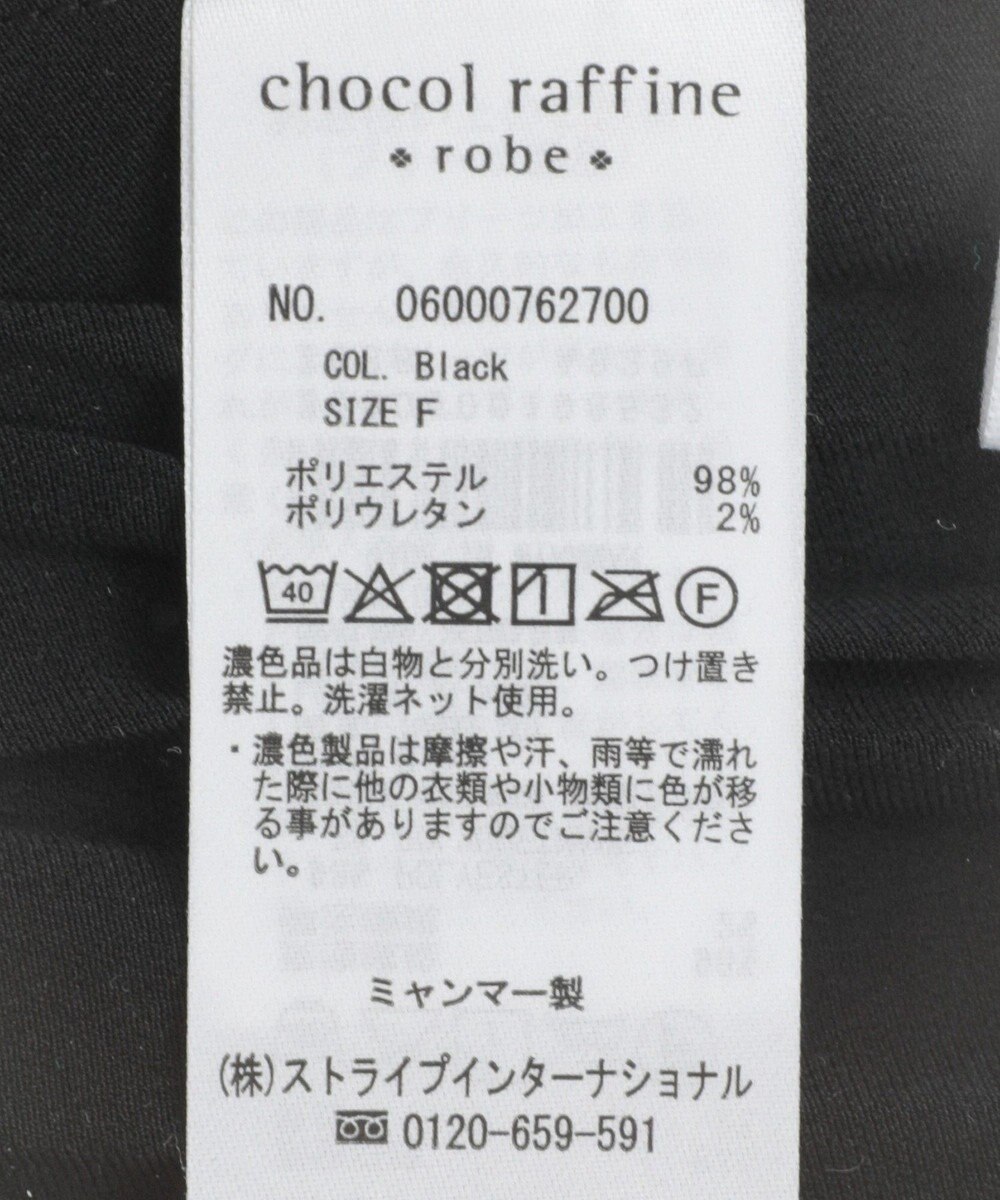 chocol raffine
robe
NO. 06000762700
COL. Black
SIZE F
ポリエステル 98%
ポリウレタン 2%
40 F
濃色品は白物と分別洗い。つけ置き
禁止。洗濯ネット使用。
・濃色製品は摩擦や汗、雨等で濡れ
た際に他の衣類や小物類に色が移
る事がありますのでご注意くださ
い。
ミャンマー製
(株)ストライプインターナショナル
0120-659-591